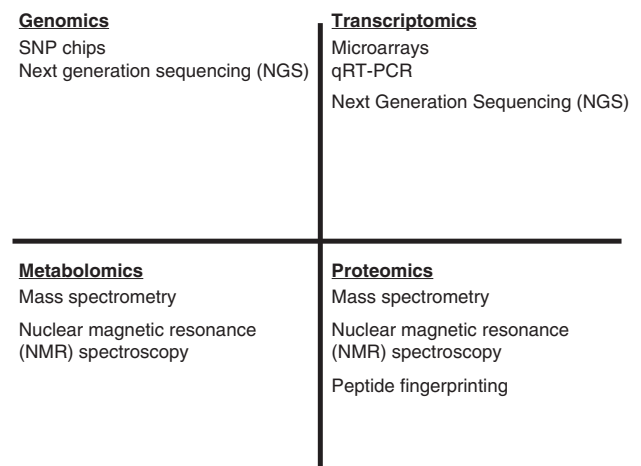 Genomics
SNP chips
Next generation sequencing (NGS)
Transcriptomics
Microarrays
qRT-PCR
Next Generation Sequencing (NGS)
Metabolomics
Mass spectrometry
Nuclear magnetic resonance
(NMR) spectroscopy
Proteomics
Mass spectrometry
Nuclear magnetic resonance
(NMR) spectroscopy
Peptide fingerprinting